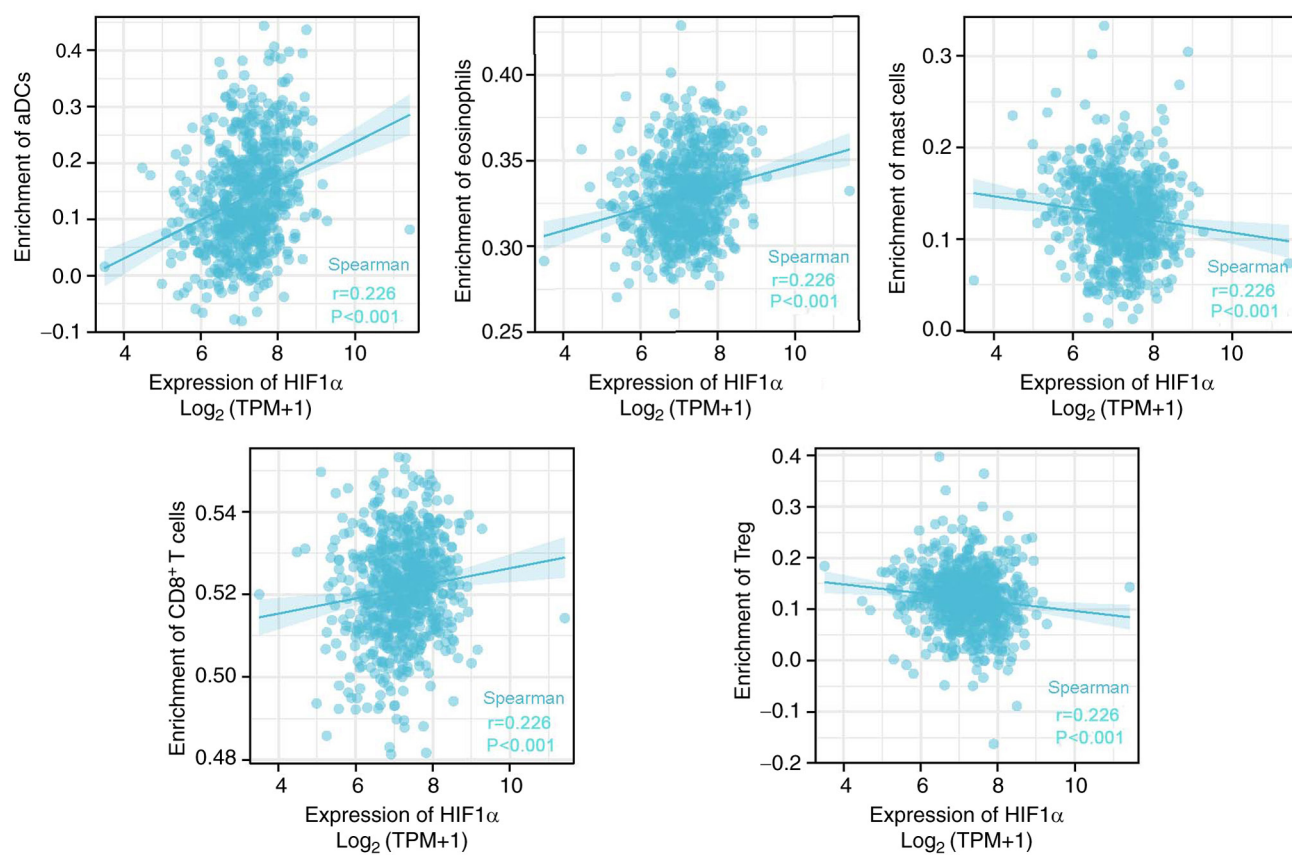 Enrichment of aDCs
0.4
0.3
0.2
0.1
0.0
−0.1
Spearman
r=0.226
P<0.001
4 6 8 10
Expression of HIF1α
Log₂ (TPM+1)
Enrichment of eosinophils
0.40
0.35
0.30
0.25
Spearman
r=0.226
P<0.001
4 6 8 10
Expression of HIF1α
Log₂ (TPM+1)
Enrichment of mast cells
0.3
0.2
0.1
0.0
Spearman
r=0.226
P<0.001
4 6 8 10
Expression of HIF1α
Log₂ (TPM+1)
Enrichment of CD8⁺ T cells
0.54
0.52
0.50
0.48
Spearman
r=0.226
P<0.001
4 6 8 10
Expression of HIF1α
Log₂ (TPM+1)
Enrichment of Treg
0.4
0.3
0.2
0.1
0.0
−0.1
−0.2
Spearman
r=0.226
P<0.001
4 6 8 10
Expression of HIF1α
Log₂ (TPM+1)